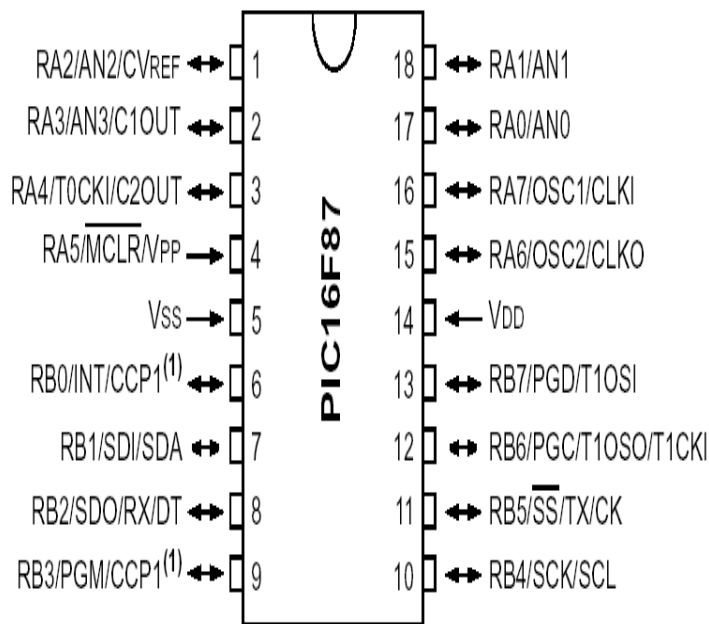 RA2/AN2/CVREF 1 18 RA1/AN1
RA3/AN3/C1OUT 2 17 RA0/AN0
RA4/T0CKI/C2OUT 3 16 RA7/OSC1/CLKI
RA5/MCLR/VPP 4 15 RA6/OSC2/CLKO
VSS 5 14 VDD
RB0/INT/CCP1(1) 6 13 RB7/PGD/T1OSI
RB1/SDI/SDA 7 12 RB6/PGC/T1OSO/T1CKI
RB2/SDO/RX/DT 8 11 RB5/SS/TX/CK
RB3/PGM/CCP1(1) 9 10 RB4/SCK/SCL
PIC16F87